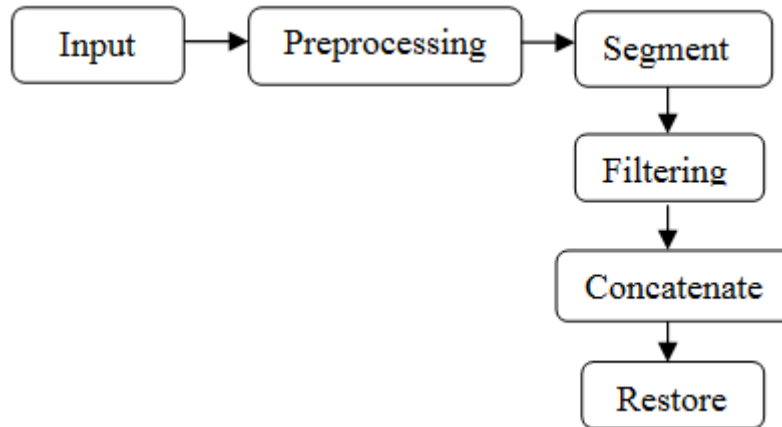 Input
Preprocessing
Segment
Filtering
Concatenate
Restore